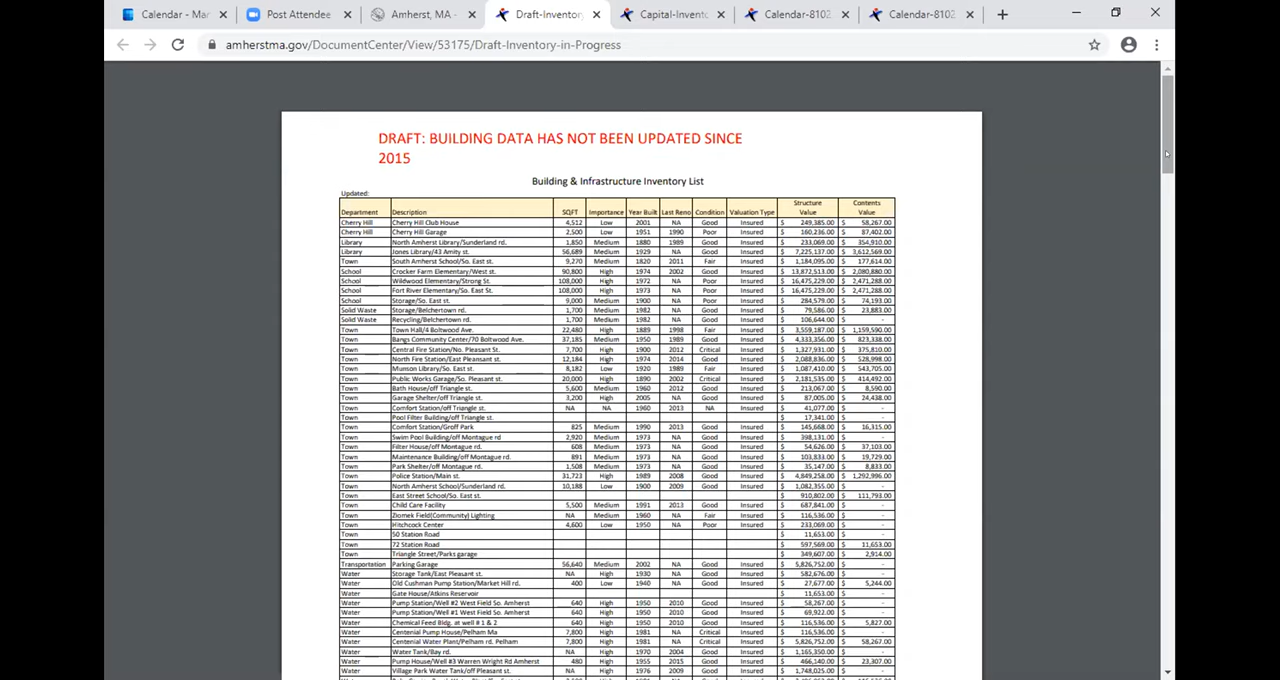 Calendar - Ma
Post Attendee
Amherst, MA -
Draft-Inventory
Capital-Invento
Calendar-8102
Calendar-8102
amherstma.gov/DocumentCenter/View/53175/Draft-Inventory-in-Progress
DRAFT: BUILDING DATA HAS NOT BEEN UPDATED SINCE
2015
Building & Infrastructure Inventory List
Updated:
Structure Contents
Department Description SQFT Importance Year Built Last Reno Condition Valuation Type Value Value
Cherry Hill Cherry Hill Club House 4,512 Low 2001 NA Good Insured $ 249,385.00 $ 58,267.00
Cherry Hill Cherry Hill Garage 2,500 Low 1951 1990 Poor Insured $ 160,236.00 $ 87,402.00
Library North Amherst Library/Sunderland rd. 1,850 Medium 1880 1989 Good Insured $ 233,069.00 $ 354,910.00
Library Jones Library/43 Amity st. 56,689 Medium 1929 NA Good Insured $ 7,225,137.00 $ 3,612,569.00
Town South Amherst School/So. East st. 9,270 Medium 1820 2011 Fair Insured $ 1,184,095.00 $ 177,614.00
School Crocker Farm Elementary/West st. 90,800 High 1974 2002 Good Insured $ 13,872,513.00 $ 2,080,880.00
School Wildwood Elementary/Strong St. 108,000 High 1972 NA Poor Insured $ 16,475,229.00 $ 2,471,288.00
School Fort River Elementary/So. East St. 108,000 High 1973 NA Poor Insured $ 16,475,229.00 $ 2,471,288.00
School Storage/So. East st. 9,000 Medium 1900 NA Poor Insured $ 284,579.00 $ 74,193.00
Solid Waste Storage/Belchertown rd. 1,700 Medium 1982 NA Good Insured $ 79,586.00 $ 23,883.00
Solid Waste Recycling/Belchertown rd. 1,700 Medium 1982 NA Good Insured $ 106,644.00 $ -
Town Town Hall/4 Boltwood Ave. 22,480 High 1889 1998 Fair Insured $ 3,559,187.00 $ 1,159,590.00
Town Bangs Community Center/70 Boltwood Ave. 37,185 Medium 1950 1989 Good Insured $ 4,333,356.00 $ 823,338.00
Town Central Fire Station/No. Pleasant St. 7,700 High 1900 2012 Critical Insured $ 1,327,931.00 $ 375,810.00
Town North Fire Station/East Pleansant st. 12,184 High 1974 2014 Good Insured $ 2,088,836.00 $ 528,998.00
Town Munson Library/So. East st. 8,182 Low 1920 1989 Fair Insured $ 1,087,410.00 $ 543,705.00
Town Public Works Garage/So. Pleasant st. 20,000 High 1890 2002 Critical Insured $ 2,181,535.00 $ 414,492.00
Town Bath House/off Triangle st. 5,600 Medium 1960 2012 Good Insured $ 213,067.00 $ 8,590.00
Town Garage Shelter/off Triangle st. 3,200 High 2005 NA Good Insured $ 87,005.00 $ 24,438.00
Town Comfort Station/off Triangle st. NA NA 1960 2013 NA Insured $ 41,077.00 $ -
Town Pool Filter Building/off Triangle st. $ 17,341.00 $ -
Town Comfort Station/Groff Park 825 Medium 1990 2013 Good Insured $ 145,668.00 $ 16,315.00
Town Swim Pool Building/off Montague rd 2,920 Medium 1973 NA Good Insured $ 398,131.00 $ -
Town Filter House/off Montague rd. 608 Medium 1973 NA Good Insured $ 54,626.00 $ 37,103.00
Town Maintenance Building/off Montague rd. 891 Medium 1973 NA Good Insured $ 103,833.00 $ 19,729.00
Town Park Shelter/off Montague rd. 1,508 Medium 1973 NA Good Insured $ 35,147.00 $ 8,833.00
Town Police Station/Main st. 31,723 High 1989 2008 Good Insured $ 4,849,258.00 $ 1,292,996.00
Town North Amherst School/Sunderland rd. 10,188 Low 1900 2009 Good Insured $ 1,082,355.00 $ -
Town East Street School/So. East st. $ 910,802.00 $ 111,793.00
Town Child Care Facility 5,500 Medium 1991 2013 Good Insured $ 687,841.00 $ -
Town Ziomek Field(Community) Lighting NA Medium 1960 NA Fair Insured $ 116,536.00 $ -
Town Hitchcock Center 4,600 Low 1950 NA Poor Insured $ 233,069.00 $ -
Town 50 Station Road $ 11,653.00 $ -
Town 72 Station Road $ 597,569.00 $ 11,653.00
Town Triangle Street/Parks garage $ 349,607.00 $ 2,914.00
Transportation Parking Garage 56,640 Medium 2002 NA Good Insured $ 5,826,752.00 $ -
Water Storage Tank/East Pleasant st. NA High 1930 NA Good Insured $ 582,676.00 $ -
Water Old Cushman Pump Station/Market Hill rd. 400 Low 1940 NA Good Insured $ 27,677.00 $ 5,244.00
Water Gate House/Atkins Reservoir $ 11,653.00 $ -
Water Pump Station/Well #2 West Field So. Amherst 640 High 1950 2010 Good Insured $ 58,267.00 $ -
Water Pump Station/Well #1 West Field So. Amherst 640 High 1950 2010 Good Insured $ 69,922.00 $ -
Water Chemical Feed Bldg. at well # 1 & 2 640 High 1950 2010 Good Insured $ 116,536.00 $ 5,827.00
Water Centenial Pump House/Pelham Ma 7,800 High 1981 NA Critical Insured $ 116,536.00 $ -
Water Centenial Water Plant/Pelham rd. Pelham 7,800 High 1981 NA Critical Insured $ 5,826,752.00 $ 58,267.00
Water Water Tank/Bay rd. NA High 1970 2004 Good Insured $ 1,165,350.00 $ -
Water Pump House/Well #3 Warren Wright Rd Amherst 480 High 1955 2015 Good Insured $ 466,140.00 $ 23,307.00
Water Village Park Water Tank/off Pleasant st. NA High 1976 2009 Good Insured $ 1,748,025.00 $ -